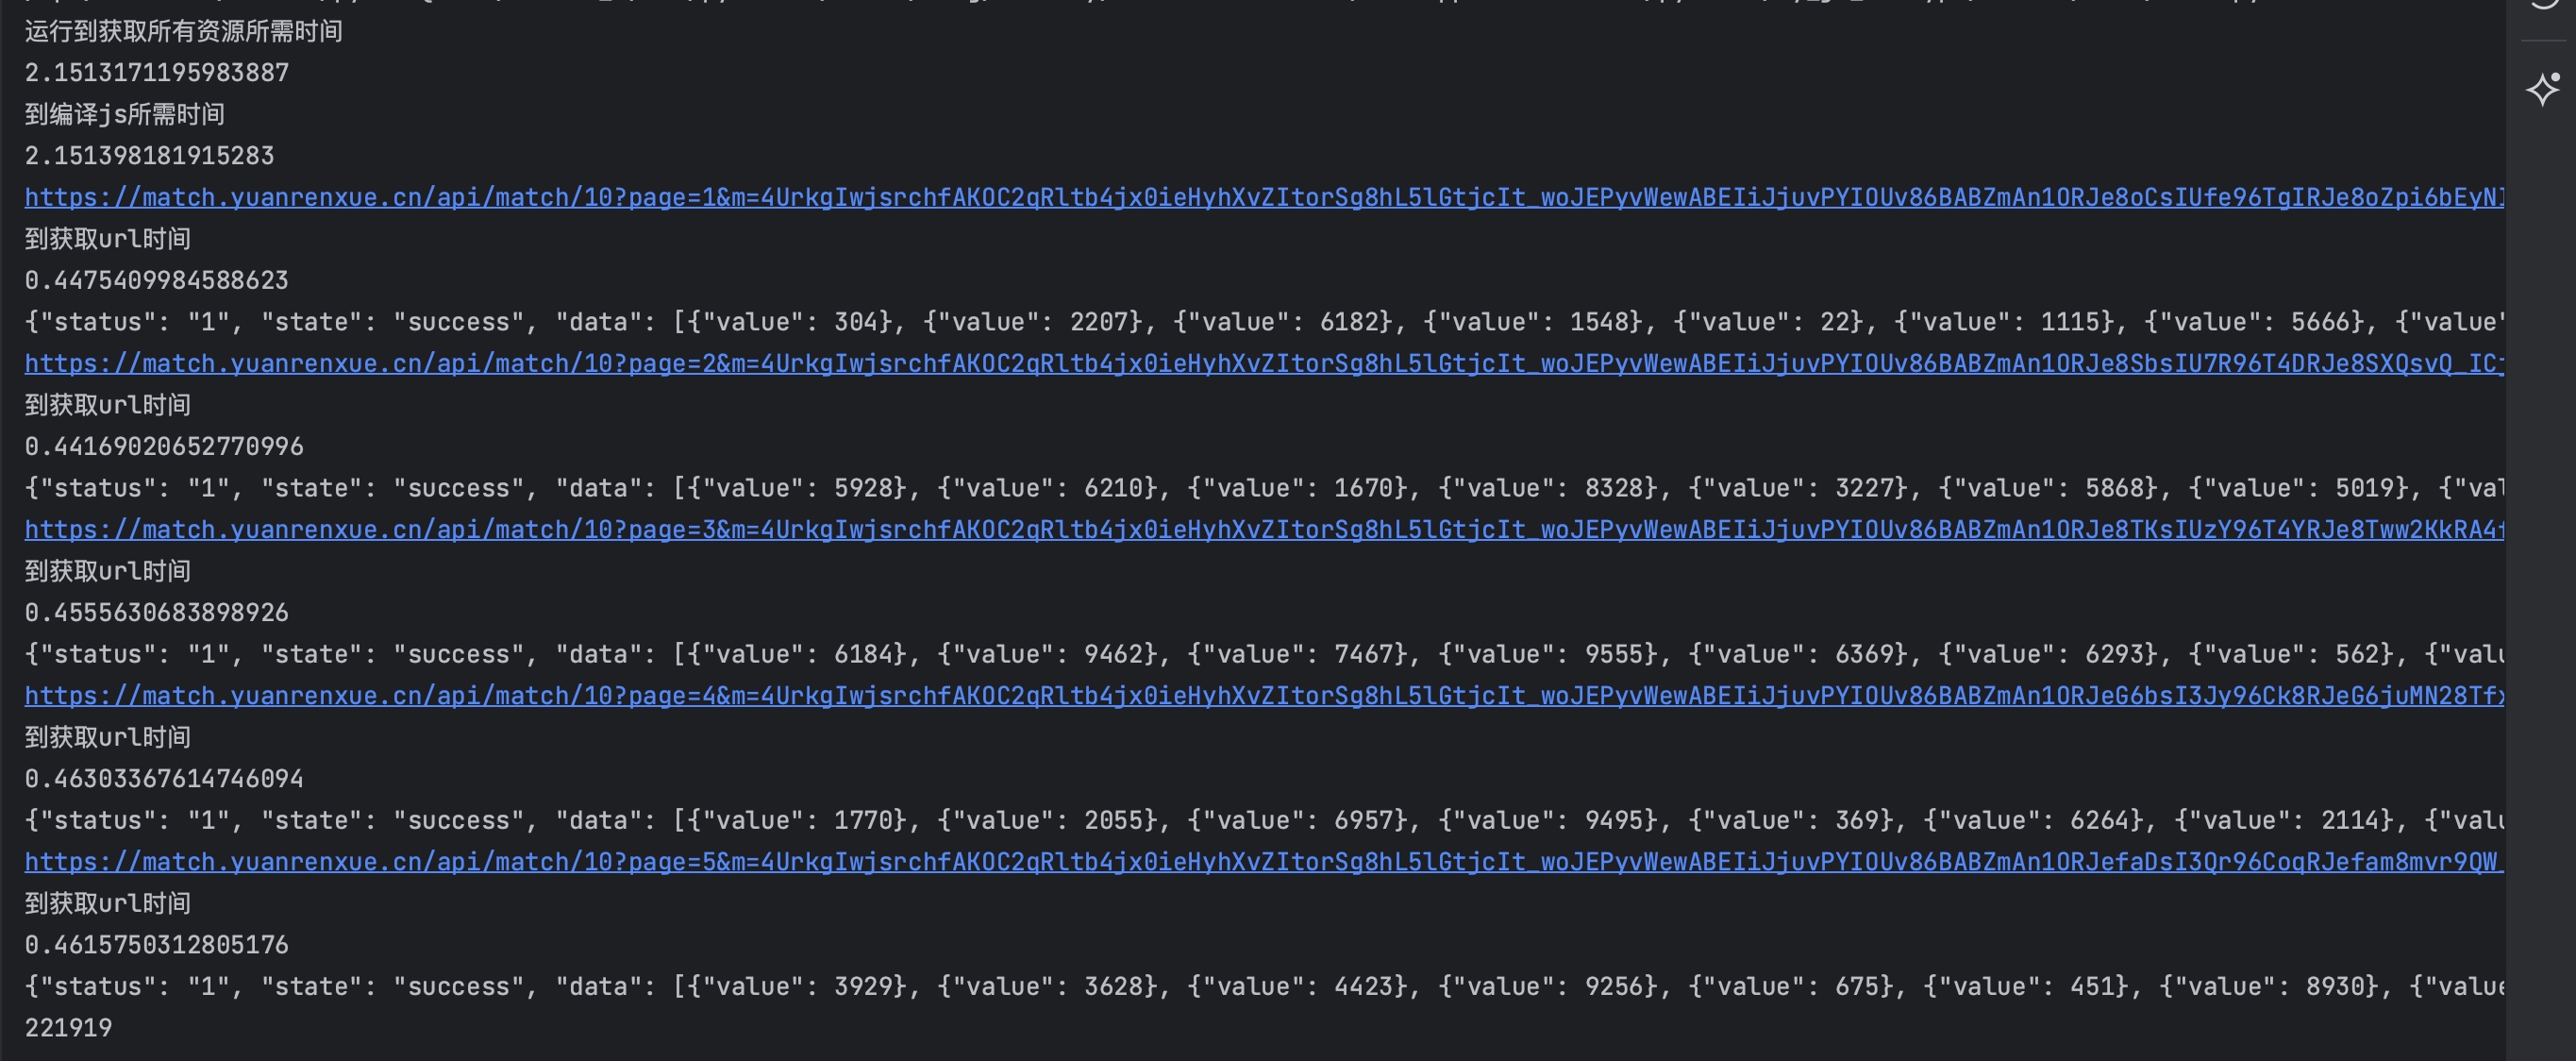 运行到获取所有资源所需时间
2.1513171195983887
到编译js所需时间
2.151398181915283
https://match.yuanrenxue.cn/api/match/10?page=1&m=4UrkgIwjsrchfAKOC2qRltb4jx0ieHyhXvZItorSg8hL5lGtjcIt_woJEPyvWewABEIiJjuvPYIOUv86BABZmAn1ORJe8oCsIUfe96TgIRJe8oZpi6bEyN
到获取url时间
0.4475409984588623
{"status": "1", "state": "success", "data": [{"value": 304}, {"value": 2207}, {"value": 6182}, {"value": 1548}, {"value": 22}, {"value": 1115}, {"value": 5666}, {"value"
https://match.yuanrenxue.cn/api/match/10?page=2&m=4UrkgIwjsrchfAKOC2qRltb4jx0ieHyhXvZItorSg8hL5lGtjcIt_woJEPyvWewABEIiJjuvPYIOUv86BABZmAn1ORJe8SbsIU7R96T4DRJe8SXQsvQ_IC
到获取url时间
0.44169020652770996
{"status": "1", "state": "success", "data": [{"value": 5928}, {"value": 6210}, {"value": 1670}, {"value": 8328}, {"value": 3227}, {"value": 5868}, {"value": 5019}, {"val
https://match.yuanrenxue.cn/api/match/10?page=3&m=4UrkgIwjsrchfAKOC2qRltb4jx0ieHyhXvZItorSg8hL5lGtjcIt_woJEPyvWewABEIiJjuvPYIOUv86BABZmAn1ORJe8TKsIUzY96T4YRJe8Tww2KkRA4
到获取url时间
0.4555630683898926
{"status": "1", "state": "success", "data": [{"value": 6184}, {"value": 9462}, {"value": 7467}, {"value": 9555}, {"value": 6369}, {"value": 6293}, {"value": 562}, {"valu
https://match.yuanrenxue.cn/api/match/10?page=4&m=4UrkgIwjsrchfAKOC2qRltb4jx0ieHyhXvZItorSg8hL5lGtjcIt_woJEPyvWewABEIiJjuvPYIOUv86BABZmAn1ORJeG6bsI3Jy96Ck8RJeG6juMN28Tf
到获取url时间
0.46303367614746094
{"status": "1", "state": "success", "data": [{"value": 1770}, {"value": 2055}, {"value": 6957}, {"value": 9495}, {"value": 369}, {"value": 6264}, {"value": 2114}, {"valu
https://match.yuanrenxue.cn/api/match/10?page=5&m=4UrkgIwjsrchfAKOC2qRltb4jx0ieHyhXvZItorSg8hL5lGtjcIt_woJEPyvWewABEIiJjuvPYIOUv86BABZmAn1ORJefaDsI3Qr96CoqRJefam8mvr9QW
到获取url时间
0.4615750312805176
{"status": "1", "state": "success", "data": [{"value": 3929}, {"value": 3628}, {"value": 4423}, {"value": 9256}, {"value": 675}, {"value": 451}, {"value": 8930}, {"value
221919